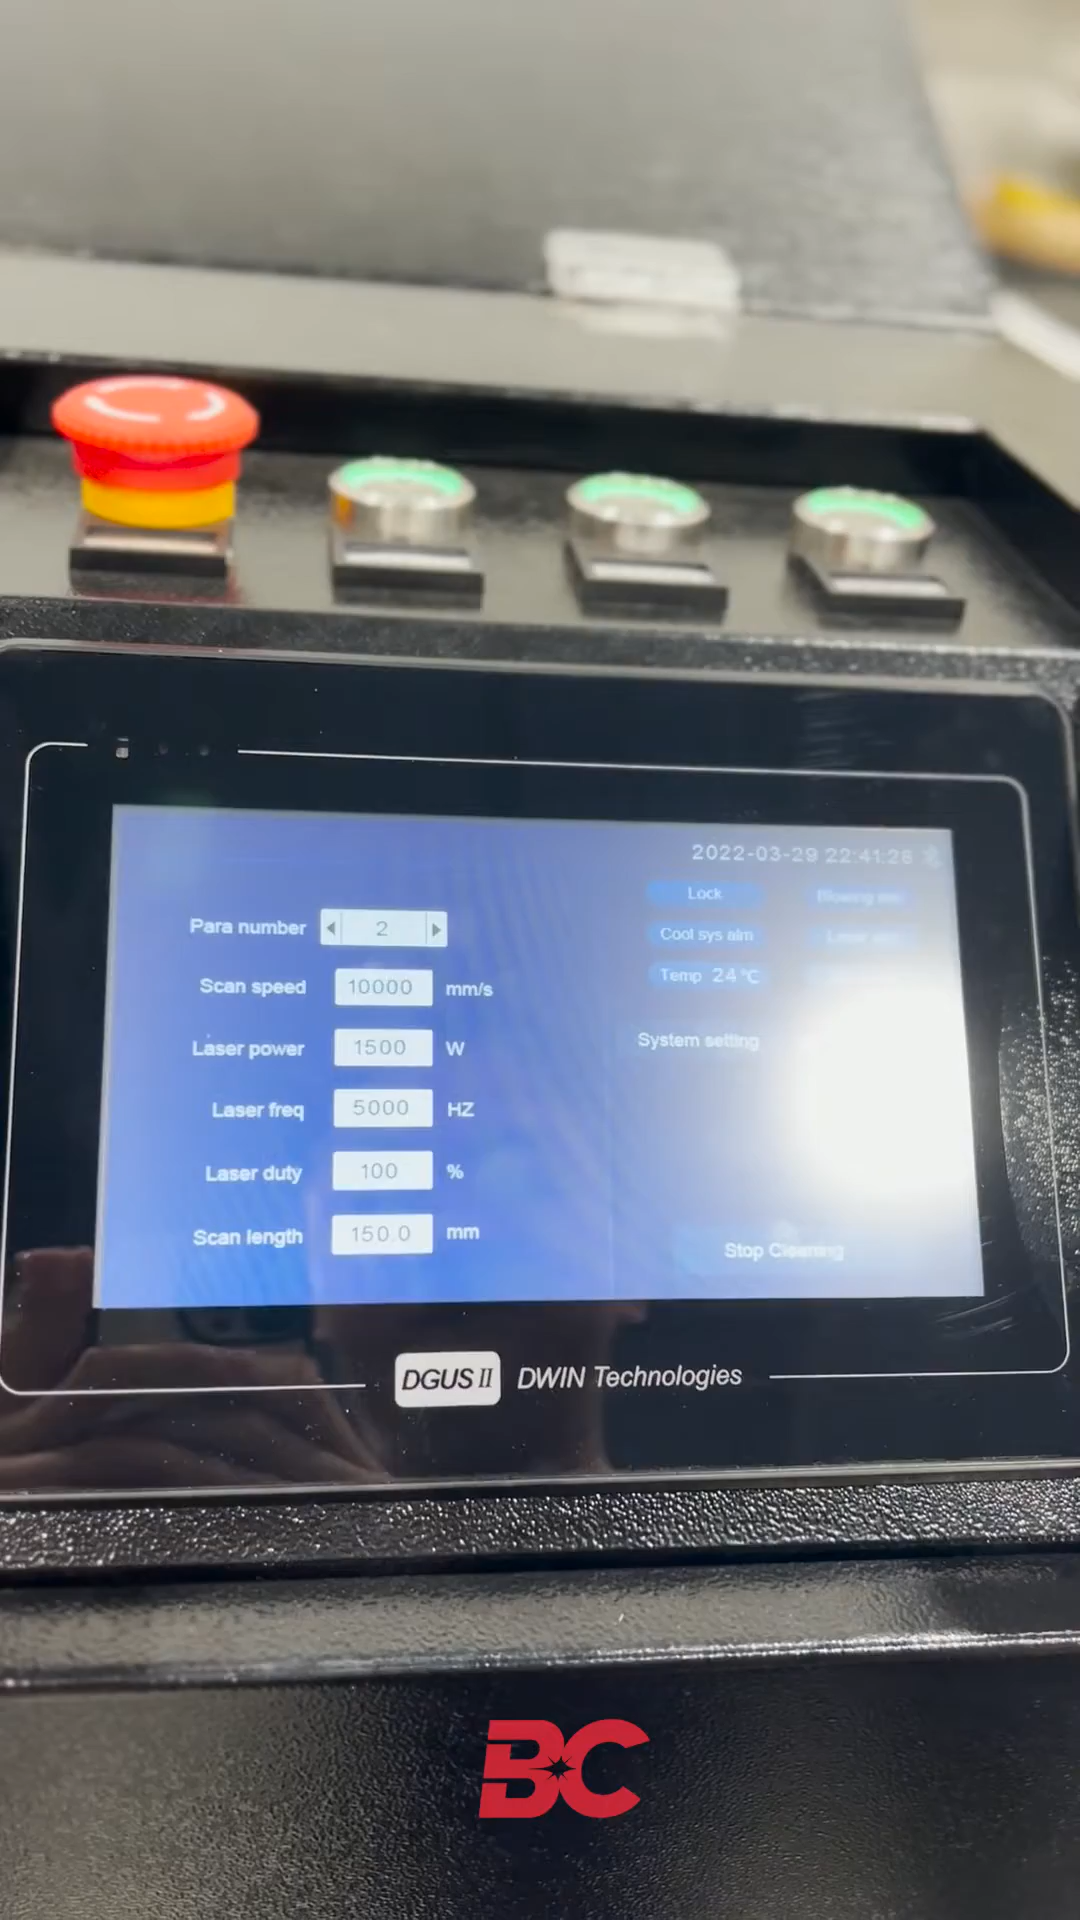 2022-03-29 22:41:28
Para number 2
Lock
Scan speed 10000 mm/s
Cool sys alm
Temp 24℃
Laser power 1500 W
System setting
Laser freq 5000 HZ
Laser duty 100 %
Scan length 150.0 mm
Stop Cleaning
DGUS II DWIN Technologies
BC